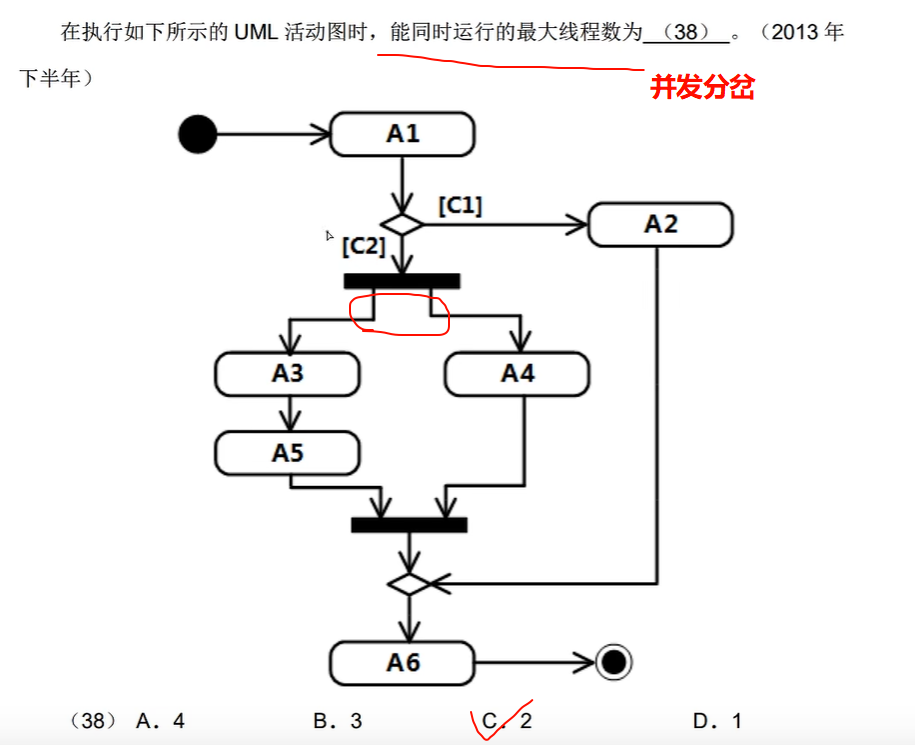 在执行如下所示的 UML 活动图时，能同时运行的最大线程数为 （38） 。（2013 年
下半年）
并发分岔
A1
[C1]
A2
[C2]
A3
A4
A5
A6
（38） A．4 B．3 C．2 D．1